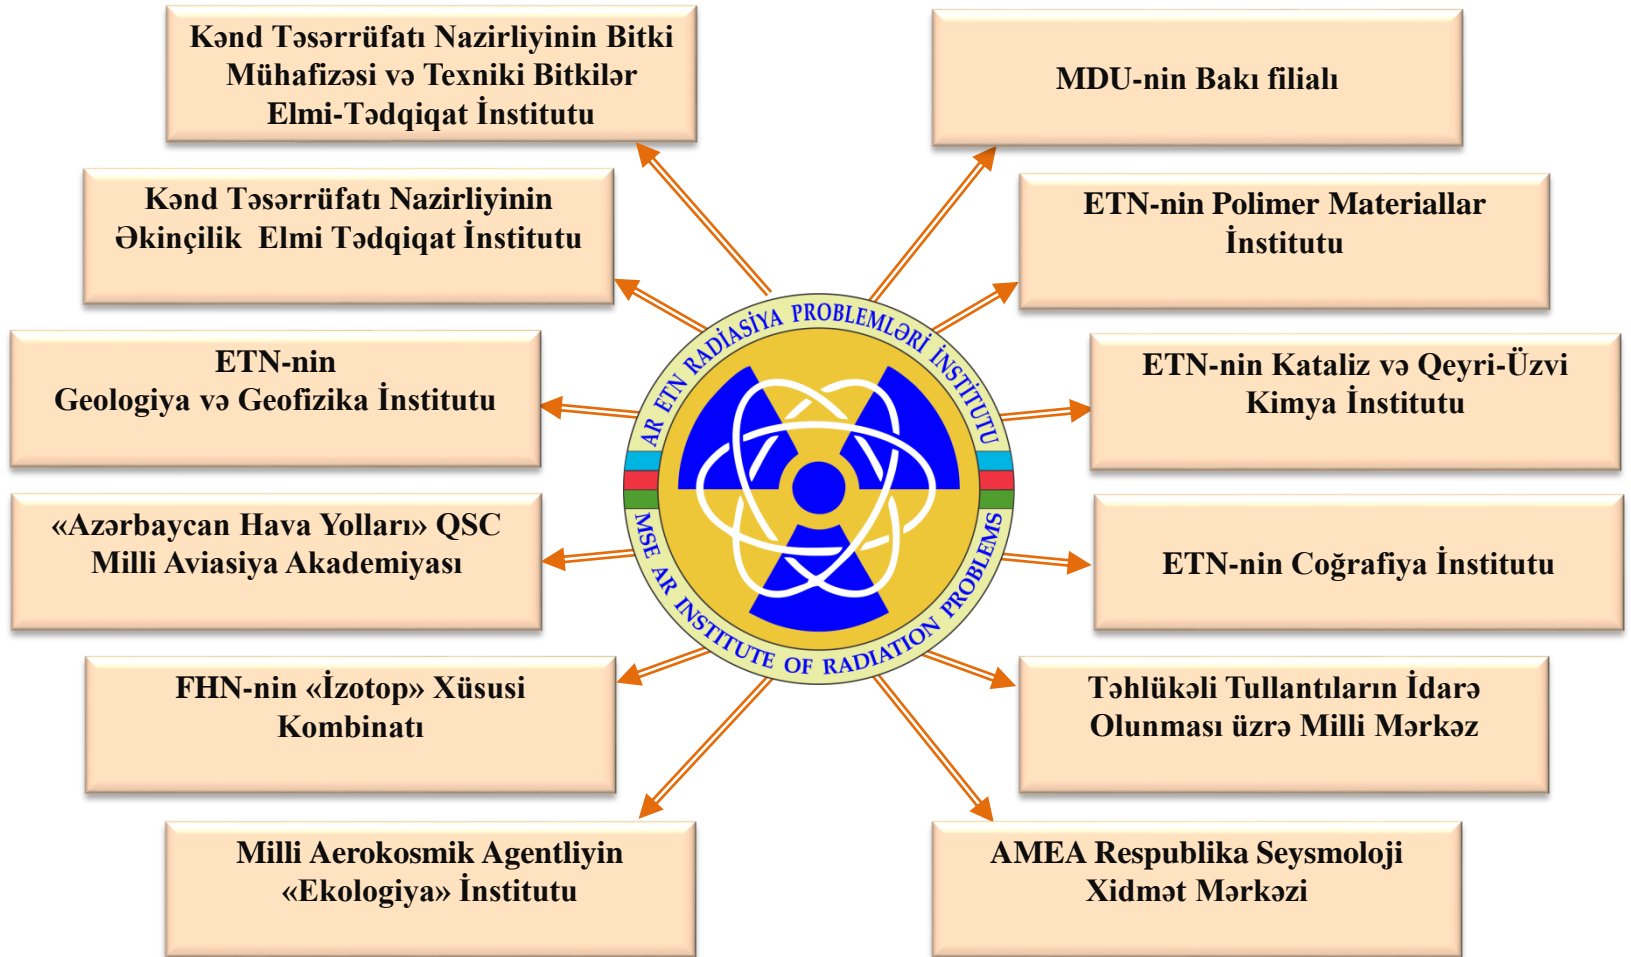 Kənd Təsərrüfatı Nazirliyinin Bitki
Mühafizəsi və Texniki Bitkilər
Elmi-Tədqiqat İnstitutu
MDU-nin Bakı filialı
Kənd Təsərrüfatı Nazirliyinin
Əkinçilik Elmi Tədqiqat İnstitutu
ETN-nin Polimer Materiallar
İnstitutu
ETN-nin
Geologiya və Geofizika İnstitutu
AR ETN RADİASİYA PROBLEMLƏRİ İNSTİTUTU
MSE AR INSTITUTE OF RADIATION PROBLEMS
ETN-nin Kataliz və Qeyri-Üzvi
Kimya İnstitutu
«Azərbaycan Hava Yolları» QSC
Milli Aviasiya Akademiyası
ETN-nin Coğrafiya İnstitutu
FHN-nin «İzotop» Xüsusi
Kombinatı
Təhlükəli Tullantıların İdarə
Olunması üzrə Milli Mərkəz
Milli Aerokosmik Agentliyin
«Ekologiya» İnstitutu
AMEA Respublika Seysmoloji
Xidmət Mərkəzi